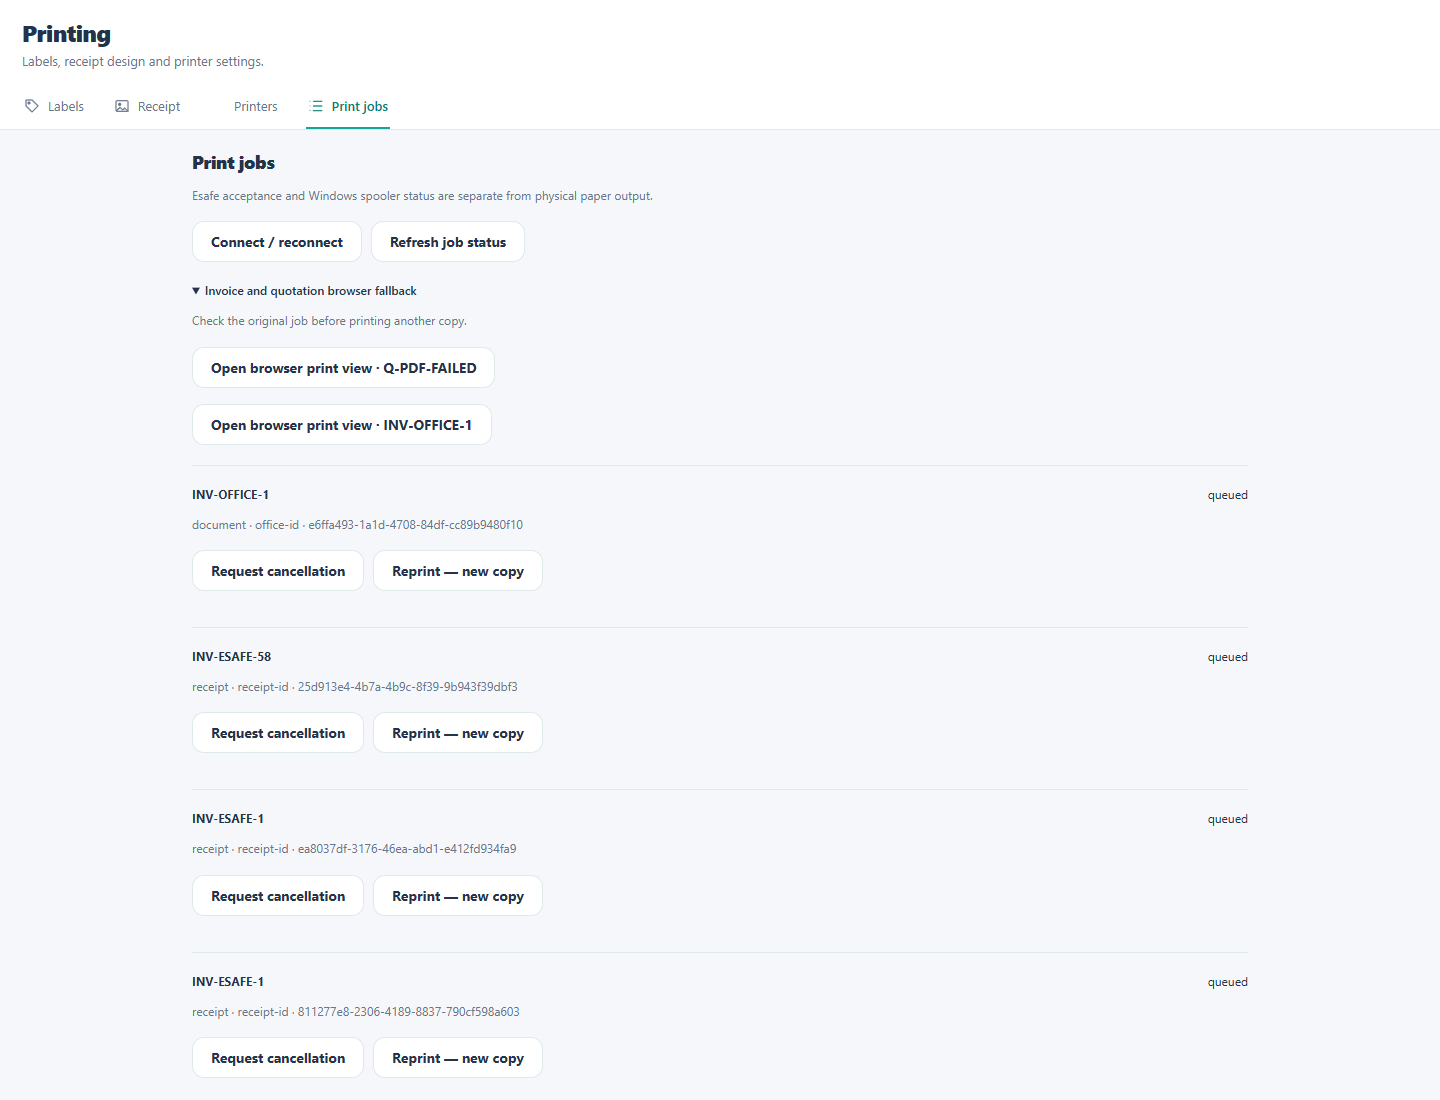 Printing
Labels, receipt design and printer settings.
Labels
Receipt
Printers
Print jobs
Print jobs
Esafe acceptance and Windows spooler status are separate from physical paper output.
Connect / reconnect
Refresh job status
▼ Invoice and quotation browser fallback
Check the original job before printing another copy.
Open browser print view · Q-PDF-FAILED
Open browser print view · INV-OFFICE-1
INV-OFFICE-1
queued
document · office-id · e6ffa493-1a1d-4708-84df-cc89b9480f10
Request cancellation
Reprint — new copy
INV-ESAFE-58
queued
receipt · receipt-id · 25d913e4-4b7a-4b9c-8f39-9b943f39dbf3
Request cancellation
Reprint — new copy
INV-ESAFE-1
queued
receipt · receipt-id · ea8037df-3176-46ea-abd1-e412fd934fa9
Request cancellation
Reprint — new copy
INV-ESAFE-1
queued
receipt · receipt-id · 811277e8-2306-4189-8837-790cf598a603
Request cancellation
Reprint — new copy